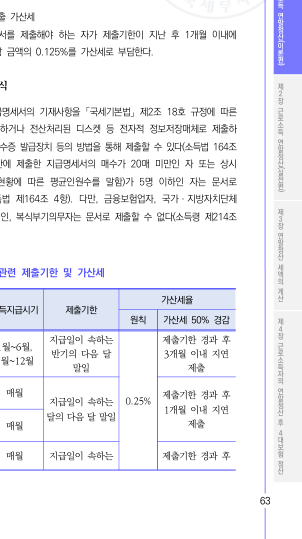 출 가산세
서를 제출해야 하는 자가 제출기한이 지난 후 1개월 이내에
금액의 0.125%를 가산세로 부담한다.
식
급명세서의 기재사항을 「국세기본법」 제2조 18호 규정에 따른
하거나 전산처리된 디스켓 등 전자적 정보저장매체로 제출하
수증 발급장치 등의 방법을 통해 제출할 수 있다(소득법 164조
안에 제출한 지급명세서의 매수가 20매 미만인 자 또는 상시
현황에 따른 평균인원수를 말함)가 5명 이하인 자는 문서로
득법 제164조 4항). 다만, 금융보험업자, 국가ㆍ지방자치단체
인, 복식부기의무자는 문서로 제출할 수 없다(소득령 제214조
관련 제출기한 및 가산세
득지급시기 제출기한 가산세율
원칙 가산세 50% 경감
월~6월,
월~12월
지급일이 속하는
반기의 다음 달
말일
제출기한 경과 후
3개월 이내 지연
제출
매월
지급일이 속하는
달의 다음 달 말일
0.25%
제출기한 경과 후
1개월 이내 지연
제출
매월
매월 지급일이 속하는 제출기한 경과 후
63
연말정산(이론편)
제2장 근로소득 연말정산(실전편)
제3장 연말정산 세액의 계산
제4장 근로소득자의 연말정산 후 4대보험 정산